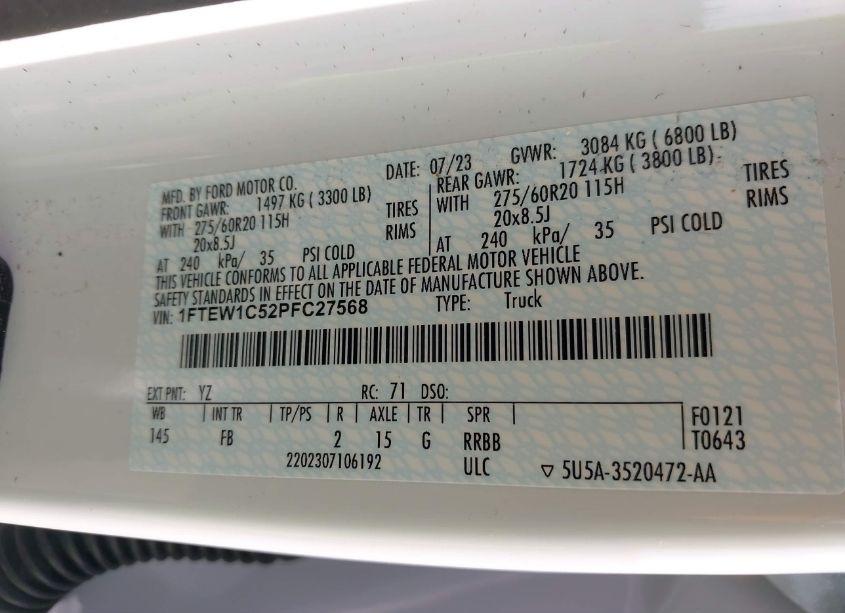 MFD. BY FORD MOTOR CO. DATE: 07/23 GVWR: 3084 KG ( 6800 LB)
FRONT GAWR: 1497 KG ( 3300 LB) REAR GAWR: 1724 KG ( 3800 LB)
WITH 275/60R20 115H TIRES WITH 275/60R20 115H TIRES
20x8.5J RIMS 20x8.5J RIMS
AT 240 kPa/ 35 PSI COLD AT 240 kPa/ 35 PSI COLD
THIS VEHICLE CONFORMS TO ALL APPLICABLE FEDERAL MOTOR VEHICLE
SAFETY STANDARDS IN EFFECT ON THE DATE OF MANUFACTURE SHOWN ABOVE.
VIN: 1FTEW1C52PFC27568 TYPE: Truck
EXT PNT: YZ RC: 71 DSO:
WB INT TR TP/PS R AXLE TR SPR F0121
145 FB 2 15 G RRBB T0643
2202307106192 ULC ▽ 5U5A-3520472-AA